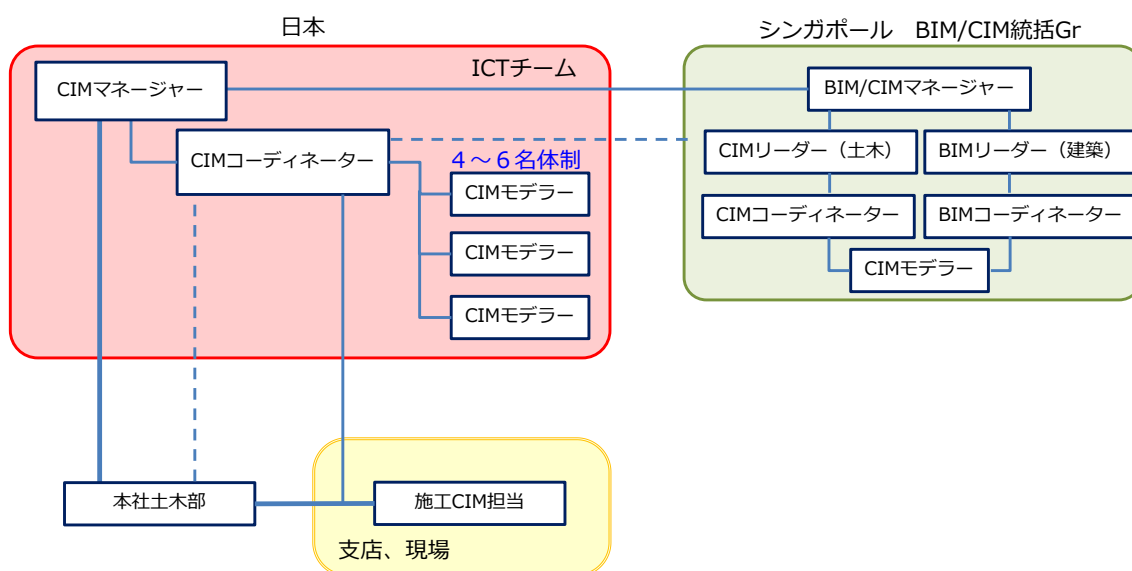 日本
シンガポール　BIM/CIM統括Gr
ICTチーム
CIMマネージャー
CIMコーディネーター
４～６名体制
CIMモデラー
CIMモデラー
CIMモデラー
BIM/CIMマネージャー
CIMリーダー（土木）
BIMリーダー（建築）
CIMコーディネーター
BIMコーディネーター
CIMモデラー
本社土木部
施工CIM担当
支店、現場